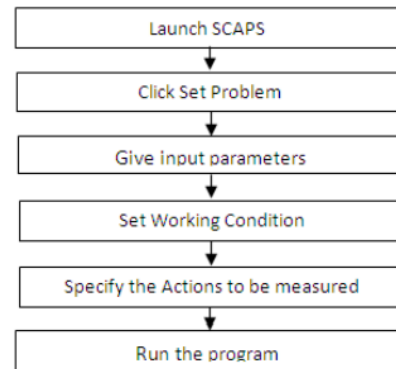 Launch SCAPS
Click Set Problem
Give input parameters
Set Working Condition
Specify the Actions to be measured
Run the program